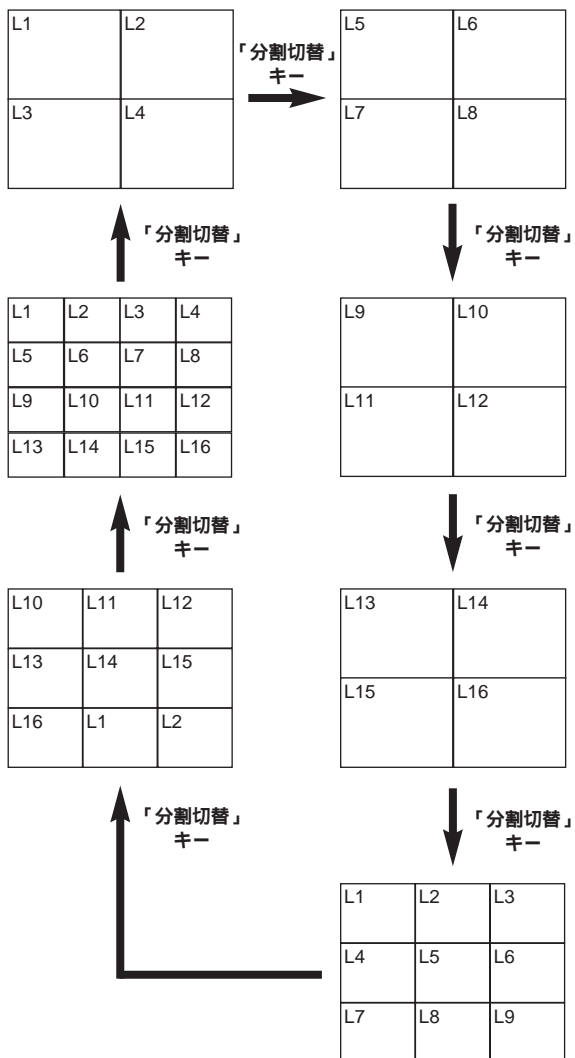 L1 L2
L3 L4
「分割切替」
キー
L5 L6
L7 L8
「分割切替」
キー
「分割切替」
キー
L1 L2 L3 L4
L5 L6 L7 L8
L9 L10 L11 L12
L13 L14 L15 L16
L9 L10
L11 L12
「分割切替」
キー
「分割切替」
キー
L10 L11 L12
L13 L14 L15
L16 L1 L2
L13 L14
L15 L16
「分割切替」
キー
「分割切替」
キー
L1 L2 L3
L4 L5 L6
L7 L8 L9